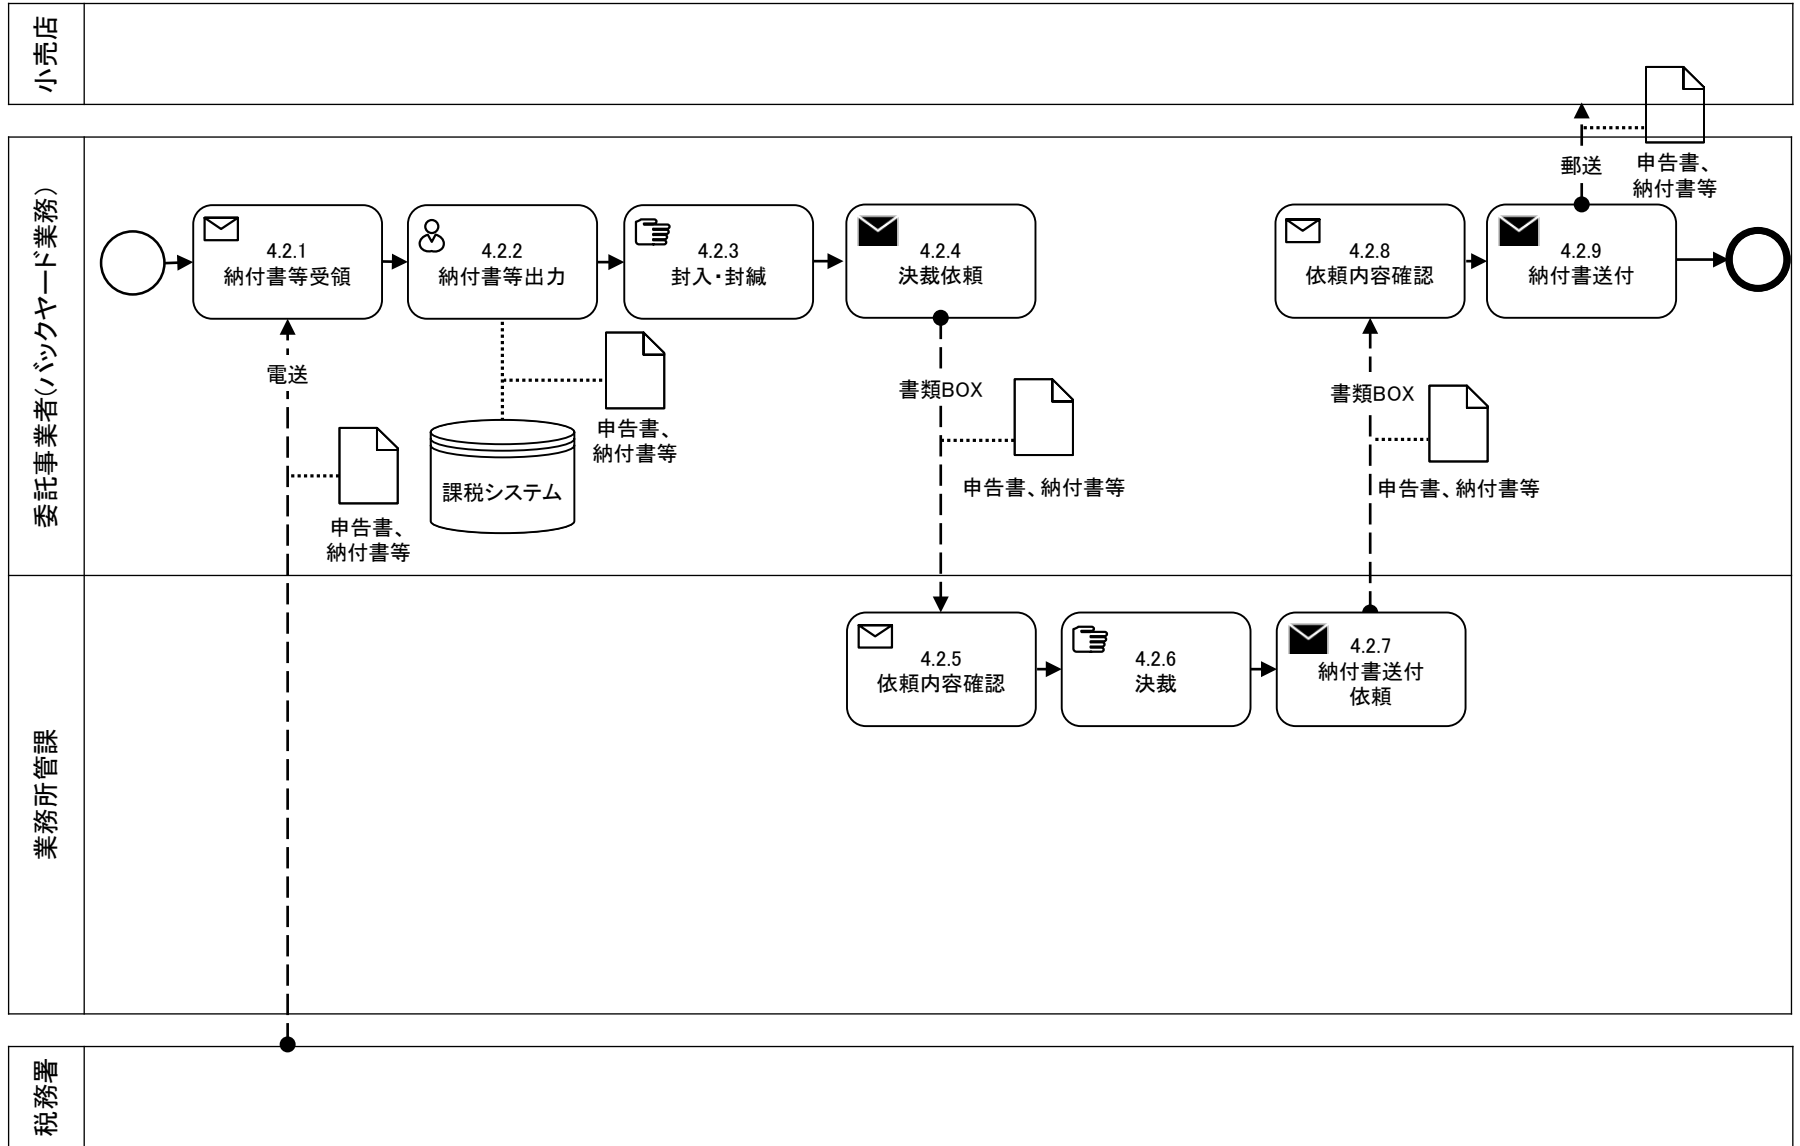 小売店
郵送
申告書、
納付書等
委託事業者(バックヤード業務)
4.2.1
納付書等受領
4.2.2
納付書等出力
4.2.3
封入・封緘
4.2.4
決裁依頼
4.2.8
依頼内容確認
4.2.9
納付書送付
電送
申告書、
納付書等
課税システム
申告書、
納付書等
書類BOX
申告書、納付書等
書類BOX
申告書、納付書等
業務所管課
4.2.5
依頼内容確認
4.2.6
決裁
4.2.7
納付書送付
依頼
税務署